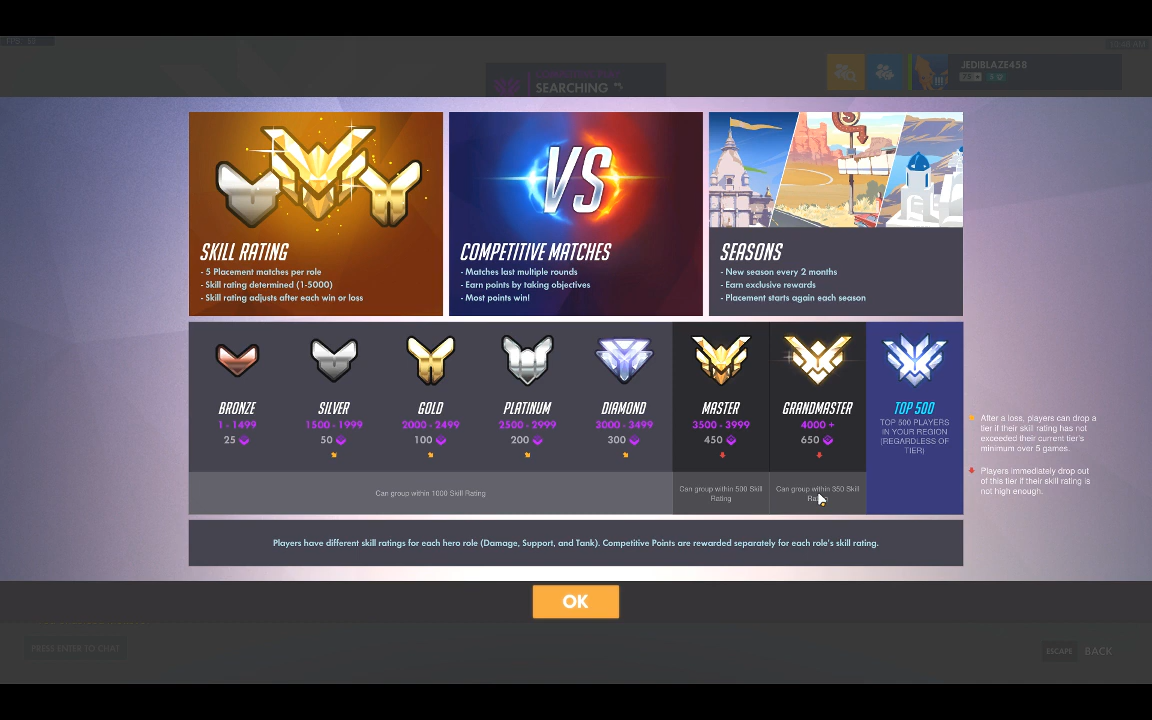 JEDIBLAZE458
SEARCHING
VS
SKILL RATING
- 5 Placement matches per role
- Skill rating determined (1-5000)
- Skill rating adjusts after each win or loss
COMPETITIVE MATCHES
- Matches last multiple rounds
- Earn points by taking objectives
- Most points win!
SEASONS
- New season every 2 months
- Earn exclusive rewards
- Placement starts again each season
BRONZE
1 - 1499
25
SILVER
1500 - 1999
50
GOLD
2000 - 2499
100
PLATINUM
2500 - 2999
200
DIAMOND
3000 - 3499
300
MASTER
3500 - 3999
450
GRANDMASTER
4000 +
650
TOP 500
TOP 500 PLAYERS
IN YOUR REGION
(REGARDLESS OF
TIER)
Can group within 1000 Skill Rating
Can group within 500 Skill
Rating
Can group within 350 Skill
After a loss, players can drop a
tier if their skill rating has not
exceeded their current tier's
minimum over 5 games.
Players immediately drop out
of this tier if their skill rating is
not high enough.
Players have different skill ratings for each hero role (Damage, Support, and Tank). Competitive Points are rewarded separately for each role's skill rating.
OK
PRESS ENTER TO CHAT
ESCAPE BACK